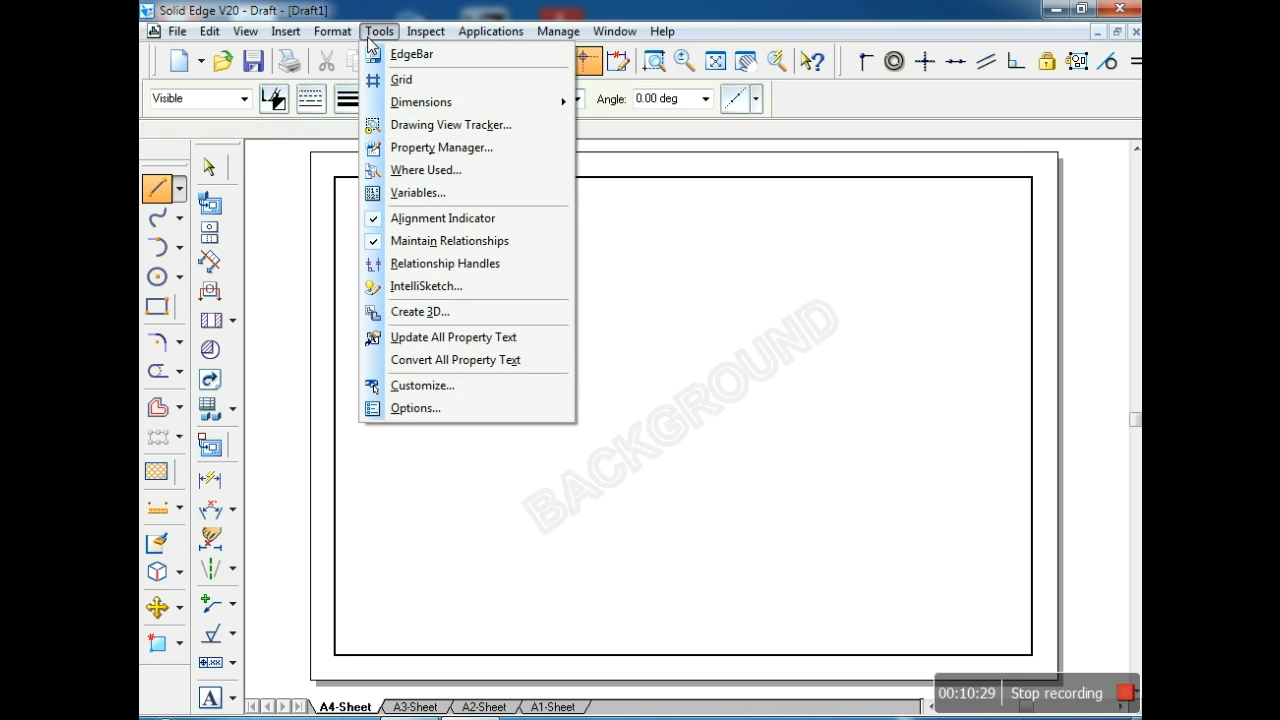 Solid Edge V20 - Draft - [Draft1]
File Edit View Insert Format Tools Inspect Applications Manage Window Help
Visible
Angle: 0.00 deg
EdgeBar
Grid
Dimensions
Drawing View Tracker...
Property Manager...
Where Used...
Variables...
Alignment Indicator
Maintain Relationships
Relationship Handles
IntelliSketch...
Create 3D...
Update All Property Text
Convert All Property Text
Customize...
Options...
BACKGROUND
A4-Sheet A3-Sheet A2-Sheet A1-Sheet
00:10:29 Stop recording